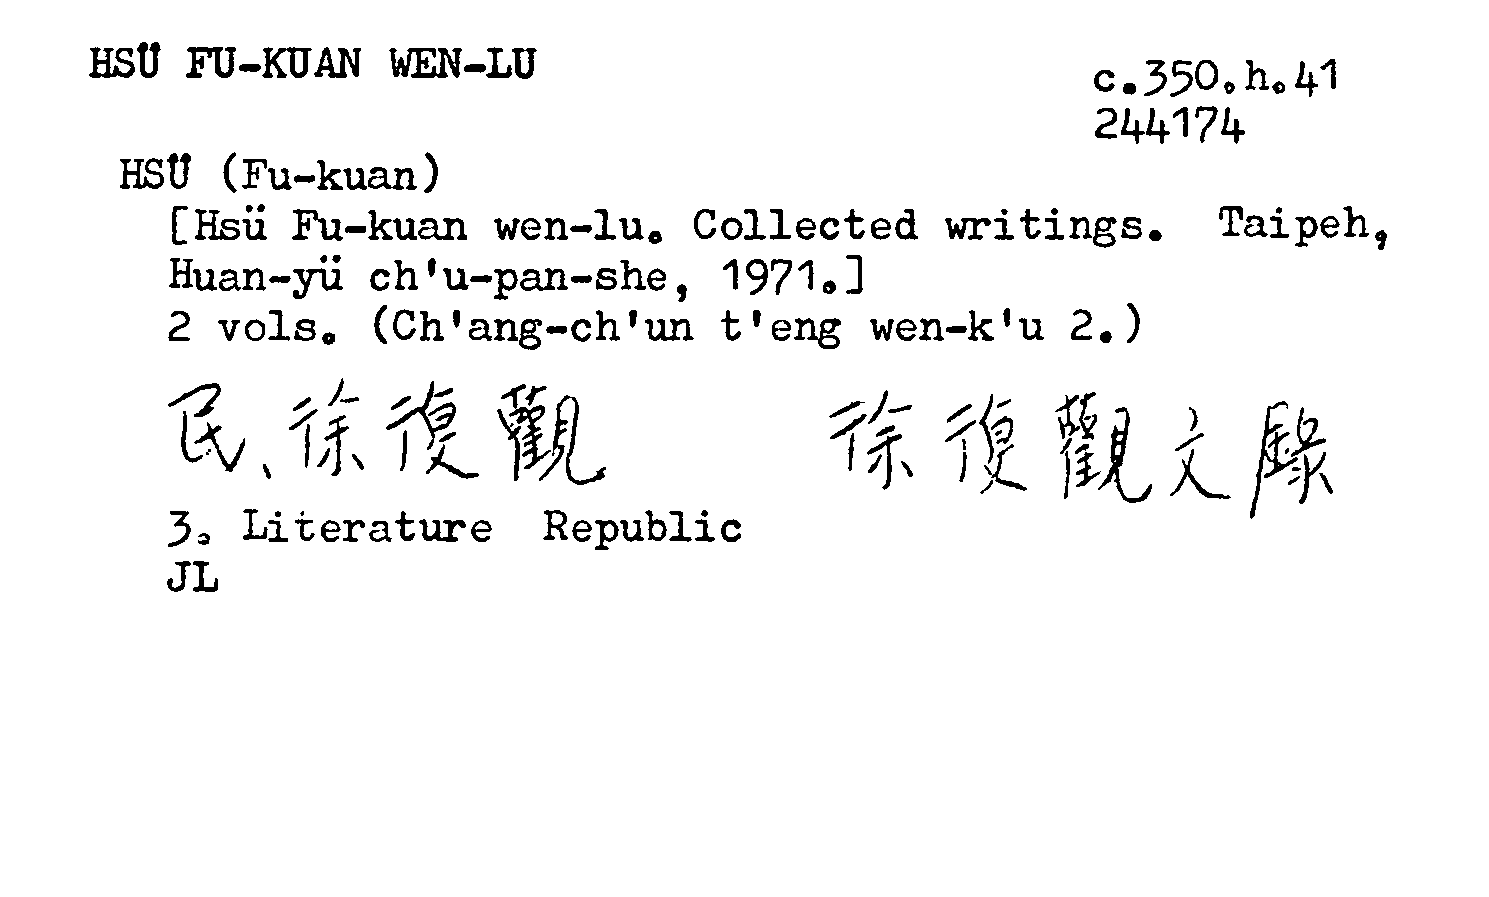 HSÜ FU-KUAN WEN-LU
c.350.h.41
244174
HSÜ (Fu-kuan)
[Hsü Fu-kuan wen-lu. Collected writings. Taipeh,
Huan-yü ch'u-pan-she, 1971.]
2 vols. (Ch'ang-ch'un t'eng wen-k'u 2.)
民、徐復觀 徐復觀文錄
3. Literature Republic
JL